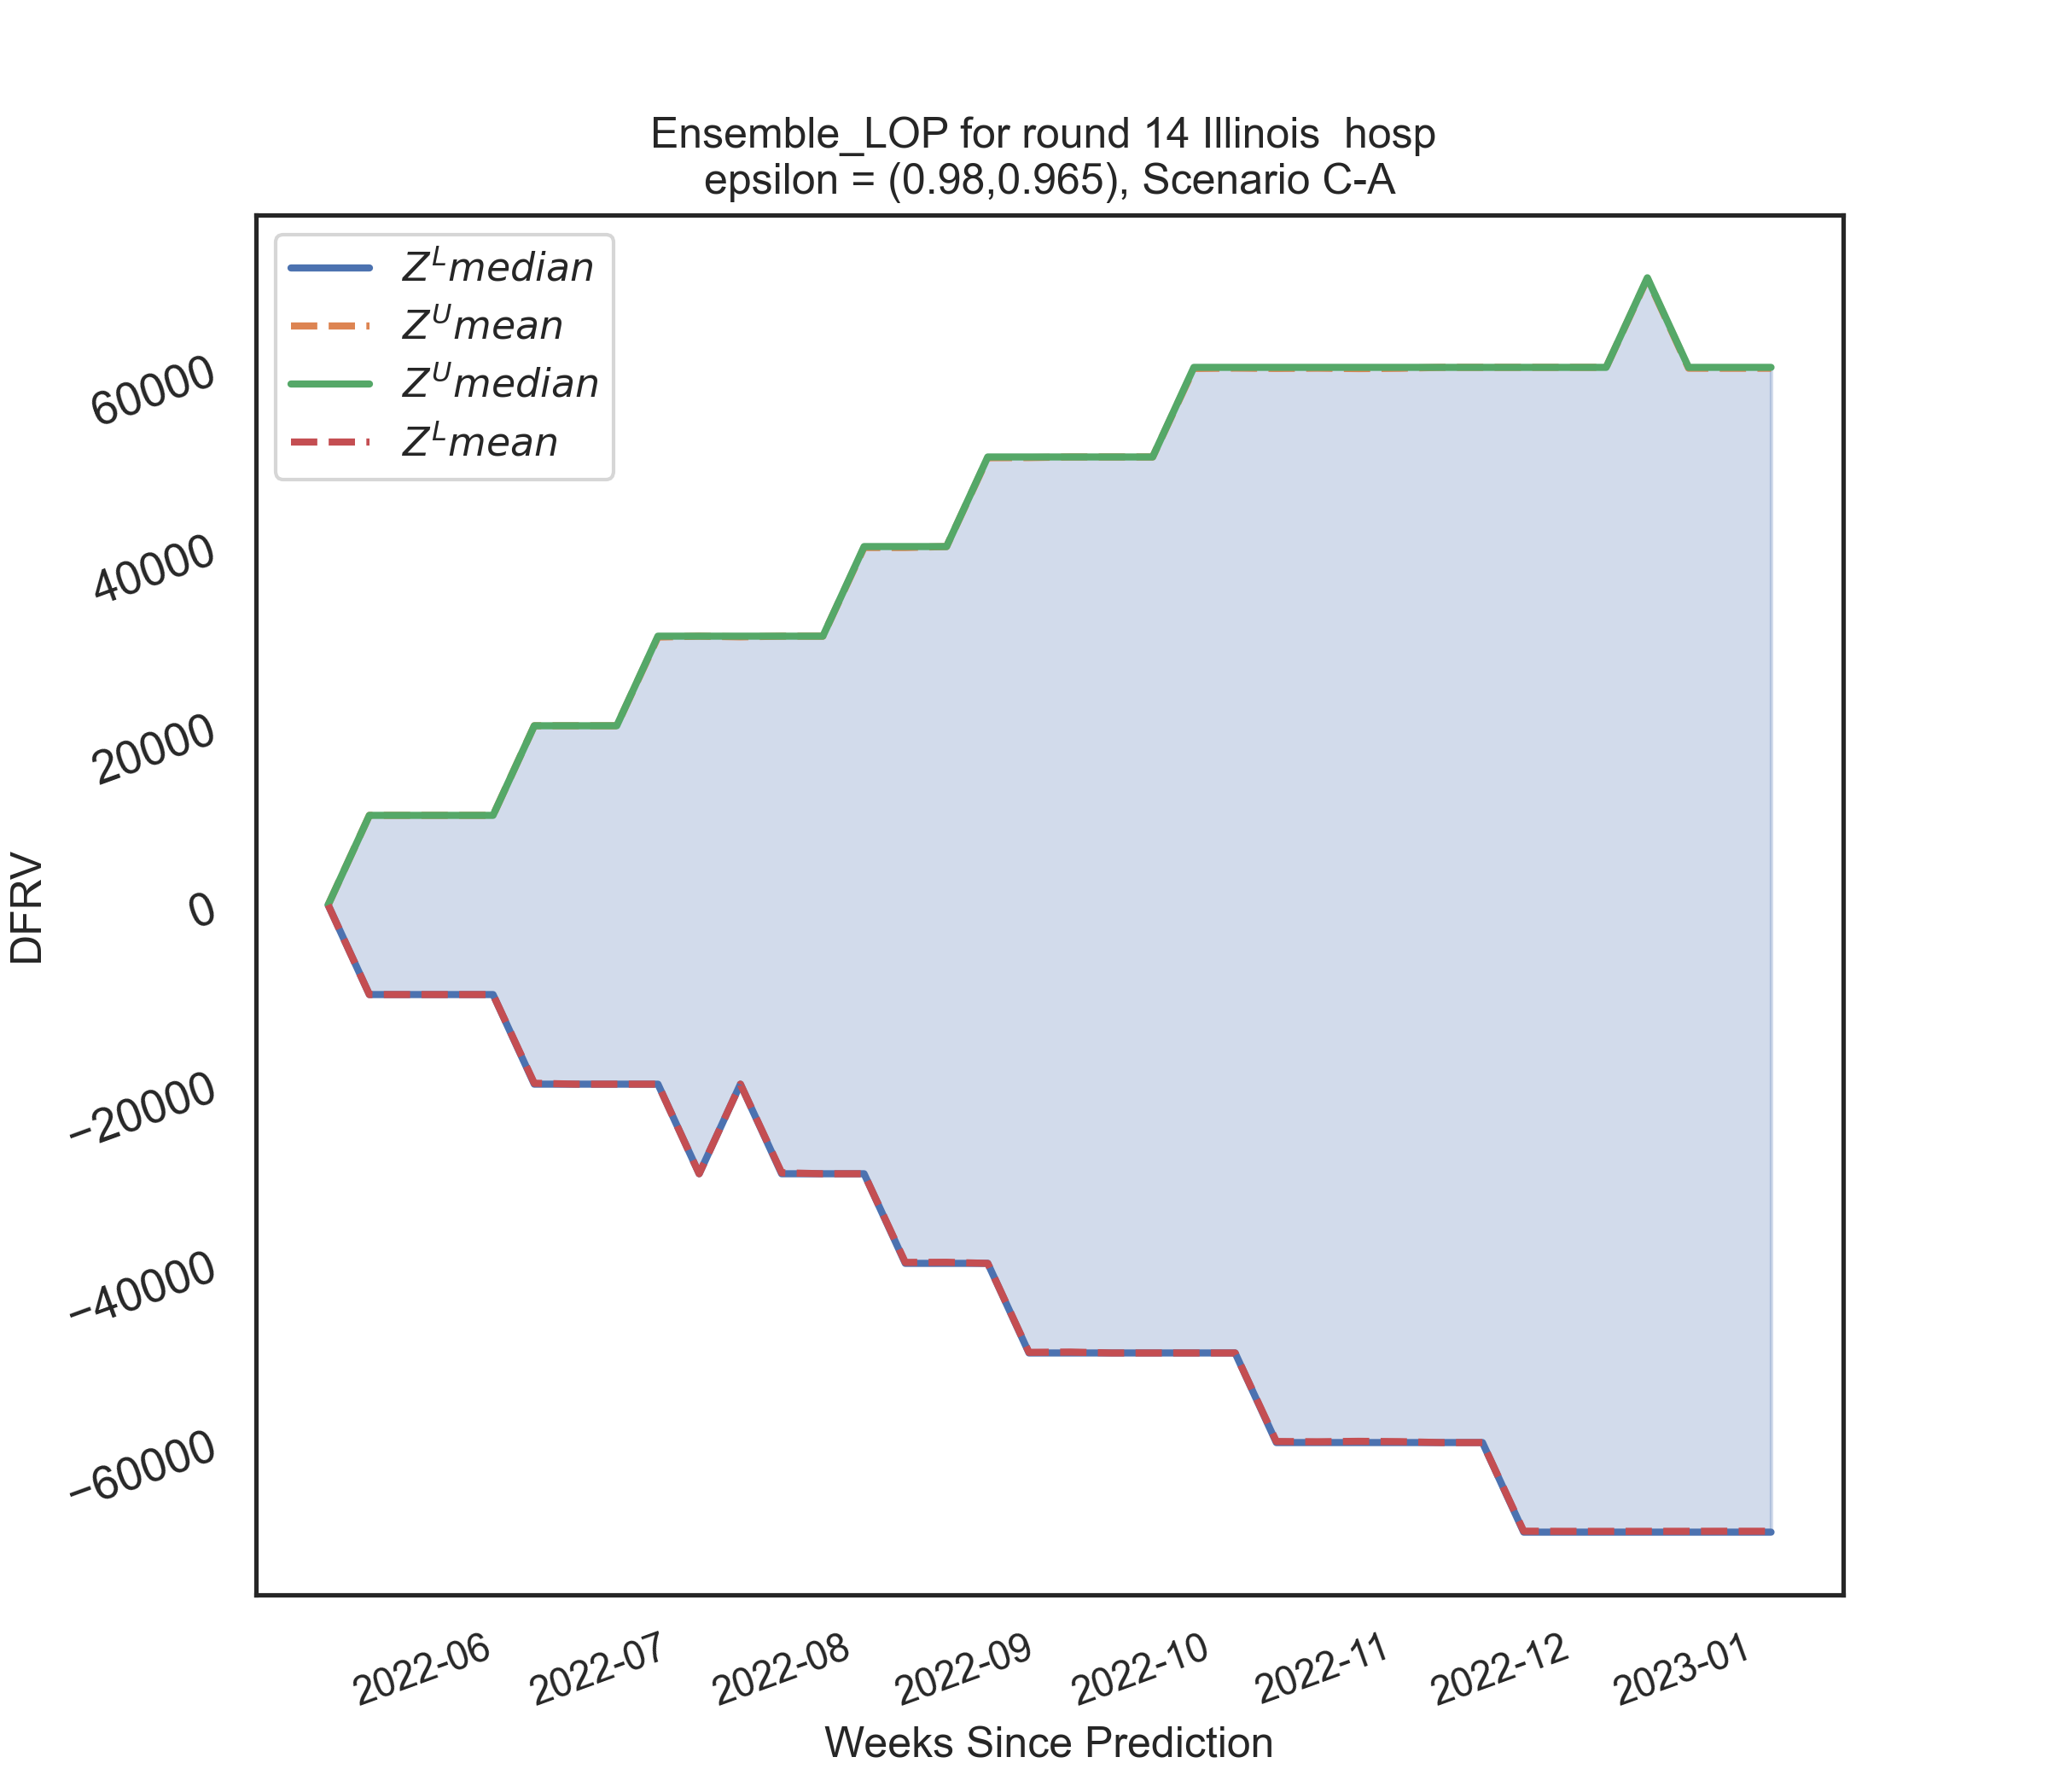 Ensemble_LOP for round 14 Illinois  hosp
epsilon = (0.98,0.965), Scenario C-A
Z^L median
Z^U mean
Z^U median
Z^L mean
60000
40000
20000
0
−20000
−40000
−60000
DFRV
2022-06
2022-07
2022-08
2022-09
2022-10
2022-11
2022-12
2023-01
Weeks Since Prediction